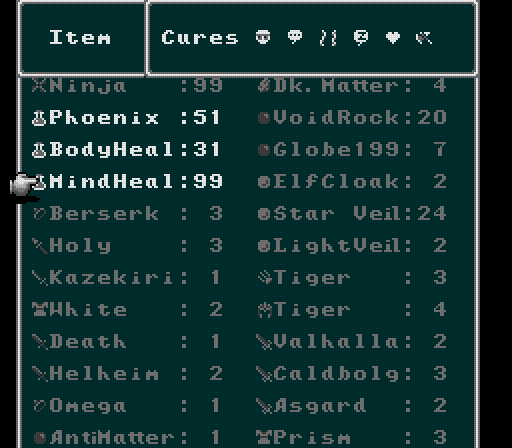 Item Cures
Ninja :99 Dk.Matter: 4
Phoenix :51 VoidRock:20
BodyHeal:31 Globe199: 7
MindHeal:99 ElfCloak: 2
Berserk : 3 Star Veil:24
Holy : 3 LightVeil: 2
Kazekiri: 1 Tiger : 3
White : 2 Tiger : 4
Death : 1 Valhalla: 2
Helheim : 2 Caldbolg: 3
Omega : 1 Asgard : 2
AntiMatter: 1 Prism : 3